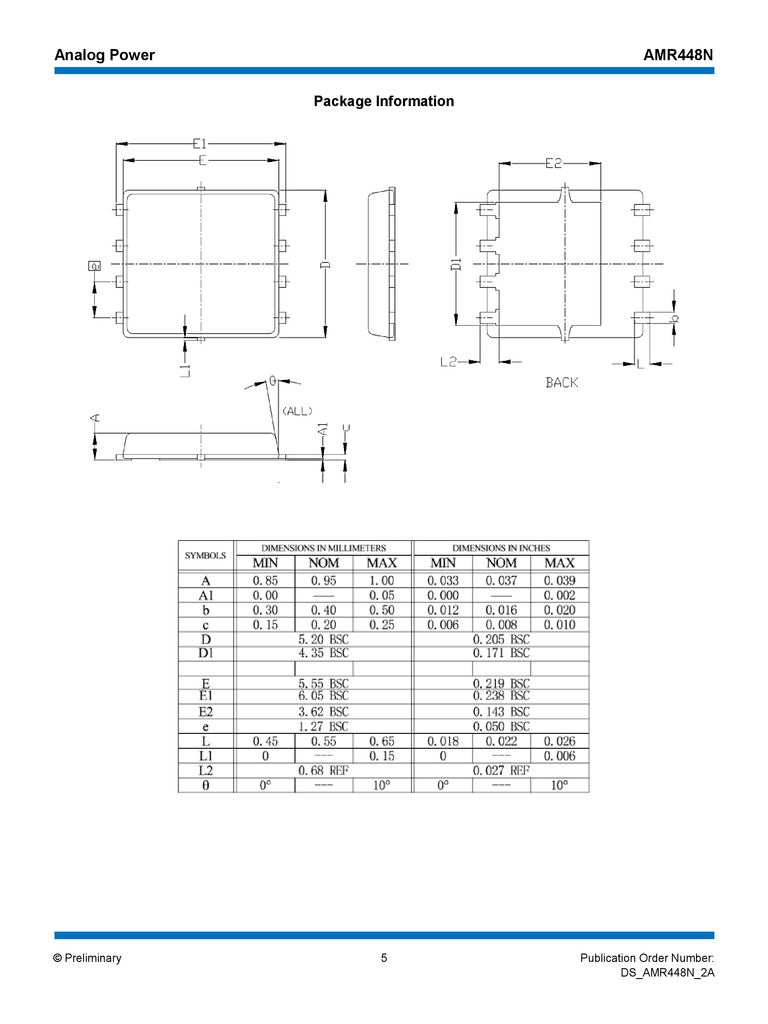 Analog Power AMR448N
Package Information
E1
E
E2
e
D
D1
b
L1
L2
L
BACK
θ
(ALL)
A
A1
C
SYMBOLS DIMENSIONS IN MILLIMETERS DIMENSIONS IN INCHES
MIN NOM MAX MIN NOM MAX
A 0.85 0.95 1.00 0.033 0.037 0.039
A1 0.00 —— 0.05 0.000 —— 0.002
b 0.30 0.40 0.50 0.012 0.016 0.020
c 0.15 0.20 0.25 0.006 0.008 0.010
D 5.20 BSC 0.205 BSC
D1 4.35 BSC 0.171 BSC
E 5.55 BSC 0.219 BSC
E1 6.05 BSC 0.238 BSC
E2 3.62 BSC 0.143 BSC
e 1.27 BSC 0.050 BSC
L 0.45 0.55 0.65 0.018 0.022 0.026
L1 0 --- 0.15 0 --- 0.006
L2 0.68 REF 0.027 REF
θ 0° --- 10° 0° --- 10°
© Preliminary 5 Publication Order Number:
DS_AMR448N_2A